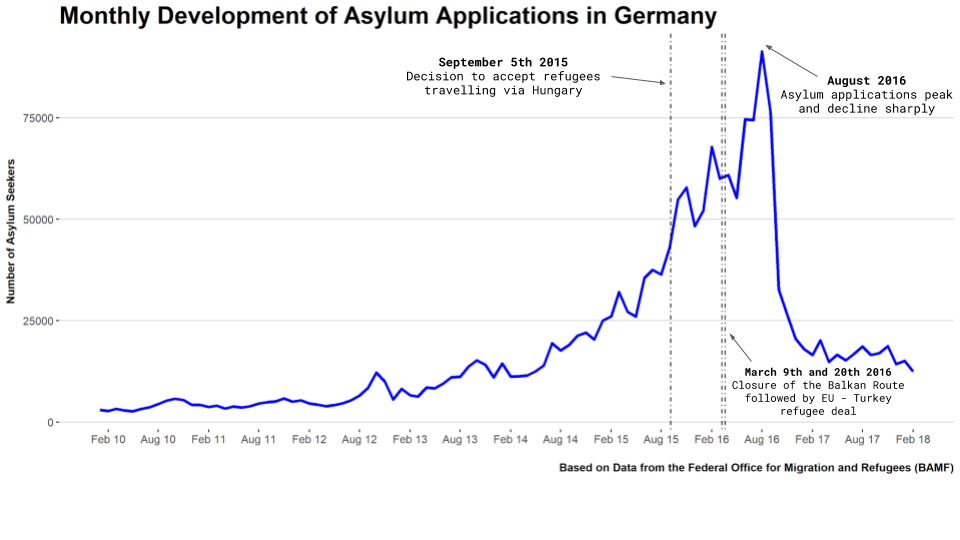 Monthly Development of Asylum Applications in Germany
September 5th 2015
Decision to accept refugees
travelling via Hungary
August 2016
Asylum applications peak
and decline sharply
Number of Asylum Seekers
75000
50000
25000
0
March 9th and 20th 2016
Closure of the Balkan Route
followed by EU - Turkey
refugee deal
Feb 10 Aug 10 Feb 11 Aug 11 Feb 12 Aug 12 Feb 13 Aug 13 Feb 14 Aug 14 Feb 15 Aug 15 Feb 16 Aug 16 Feb 17 Aug 17 Feb 18
Based on Data from the Federal Office for Migration and Refugees (BAMF)